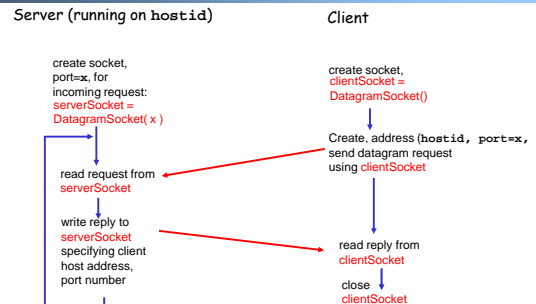 Server (running on hostid)
Client
create socket,
port=x, for
incoming request:
serverSocket =
DatagramSocket( x )
read request from
serverSocket
write reply to
serverSocket
specifying client
host address,
port number
create socket,
clientSocket =
DatagramSocket()
Create, address (hostid, port=x,
send datagram request
using clientSocket
read reply from
clientSocket
close
clientSocket